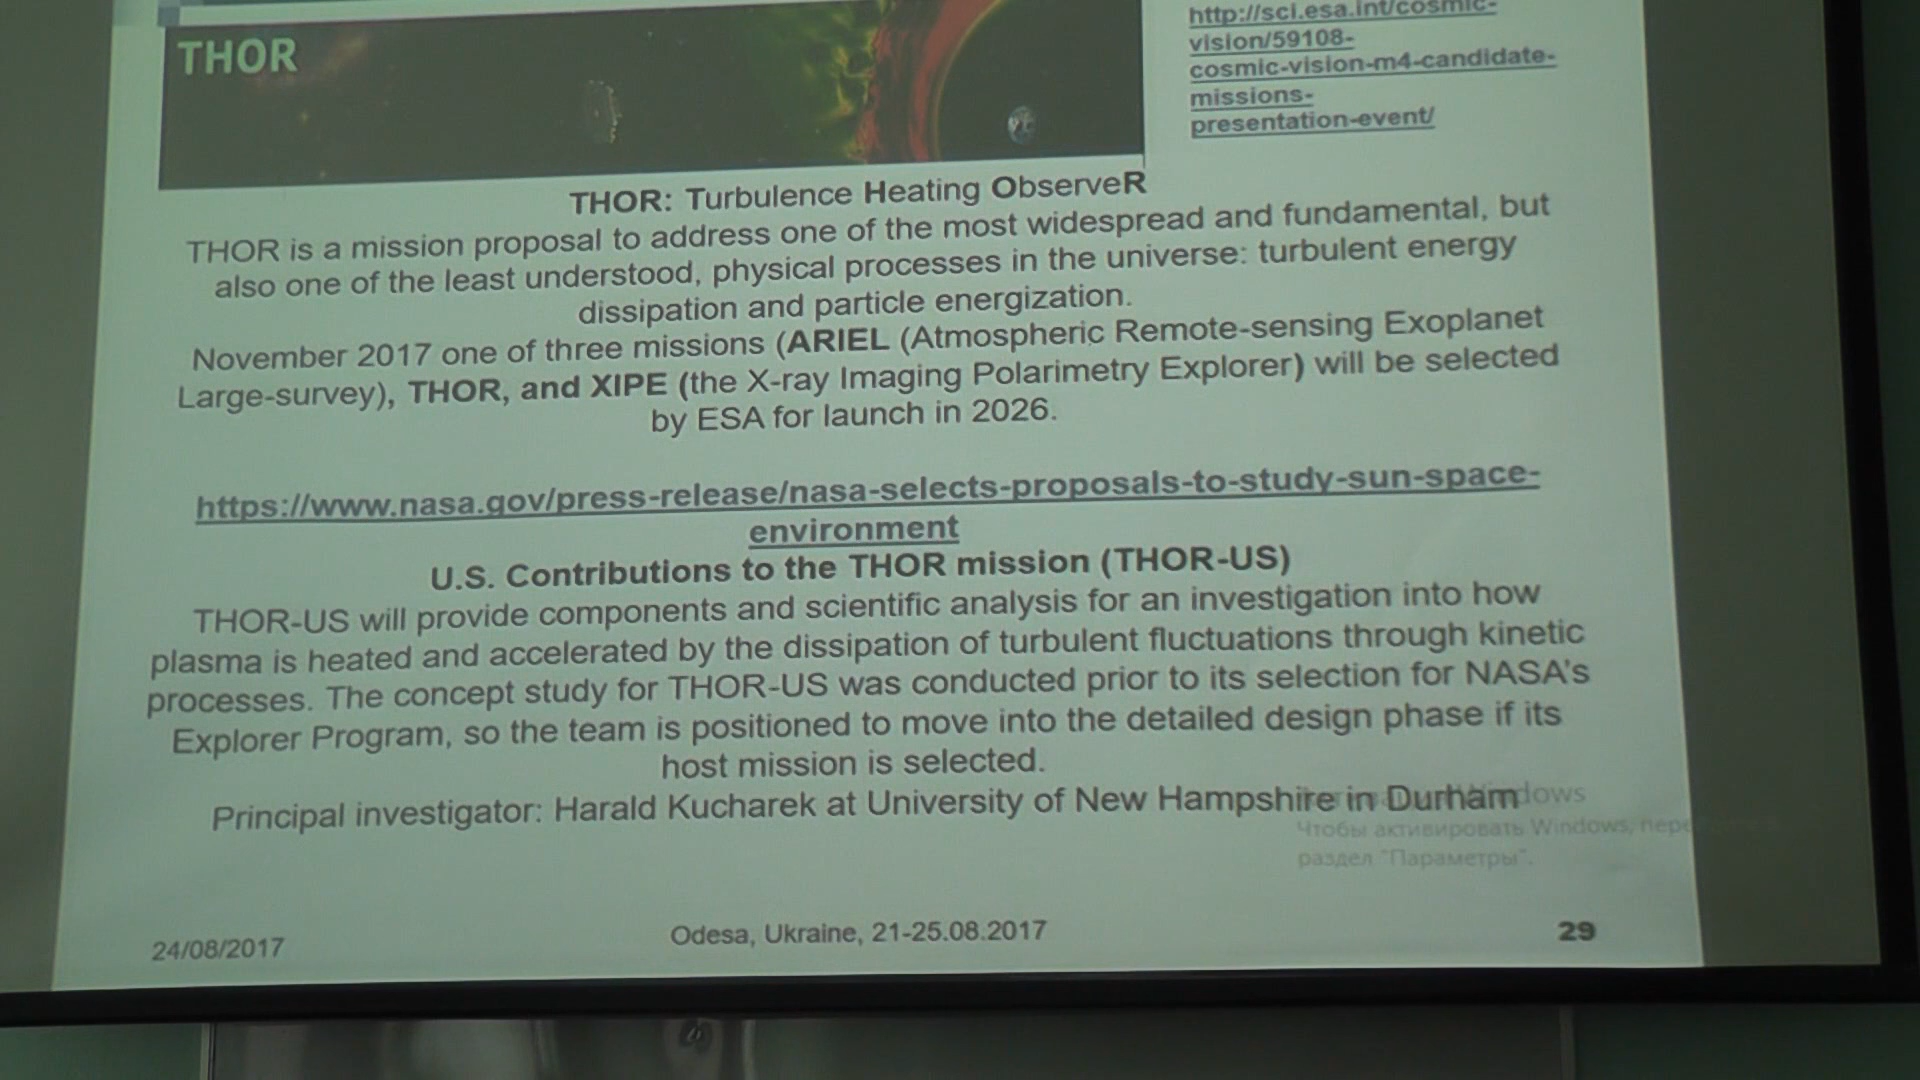 THOR
http://sci.esa.int/cosmic-
vision/59108-
cosmic-vision-m4-candidate-
missions-
presentation-event/
THOR: Turbulence Heating ObserveR
THOR is a mission proposal to address one of the most widespread and fundamental, but
also one of the least understood, physical processes in the universe: turbulent energy
dissipation and particle energization.
November 2017 one of three missions (ARIEL (Atmospheric Remote-sensing Exoplanet
Large-survey), THOR, and XIPE (the X-ray Imaging Polarimetry Explorer) will be selected
by ESA for launch in 2026.
https://www.nasa.gov/press-release/nasa-selects-proposals-to-study-sun-space-
environment
U.S. Contributions to the THOR mission (THOR-US)
THOR-US will provide components and scientific analysis for an investigation into how
plasma is heated and accelerated by the dissipation of turbulent fluctuations through kinetic
processes. The concept study for THOR-US was conducted prior to its selection for NASA's
Explorer Program, so the team is positioned to move into the detailed design phase if its
host mission is selected.
Principal investigator: Harald Kucharek at University of New Hampshire in Durham
Windows
Чтобы активировать Windows,
раздел "Параметры".
24/08/2017
Odesa, Ukraine, 21-25.08.2017
29